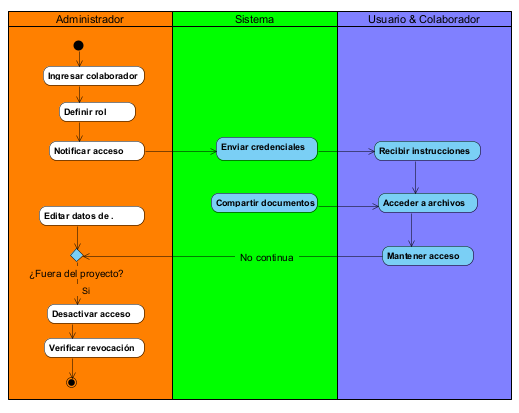 Administrador
Sistema
Usuario & Colaborador
Ingresar colaborador
Definir rol
Notificar acceso
Enviar credenciales
Recibir instrucciones
Compartir documentos
Acceder a archivos
Editar datos de .
No continua
Mantener acceso
¿Fuera del proyecto?
Si
Desactivar acceso
Verificar revocación